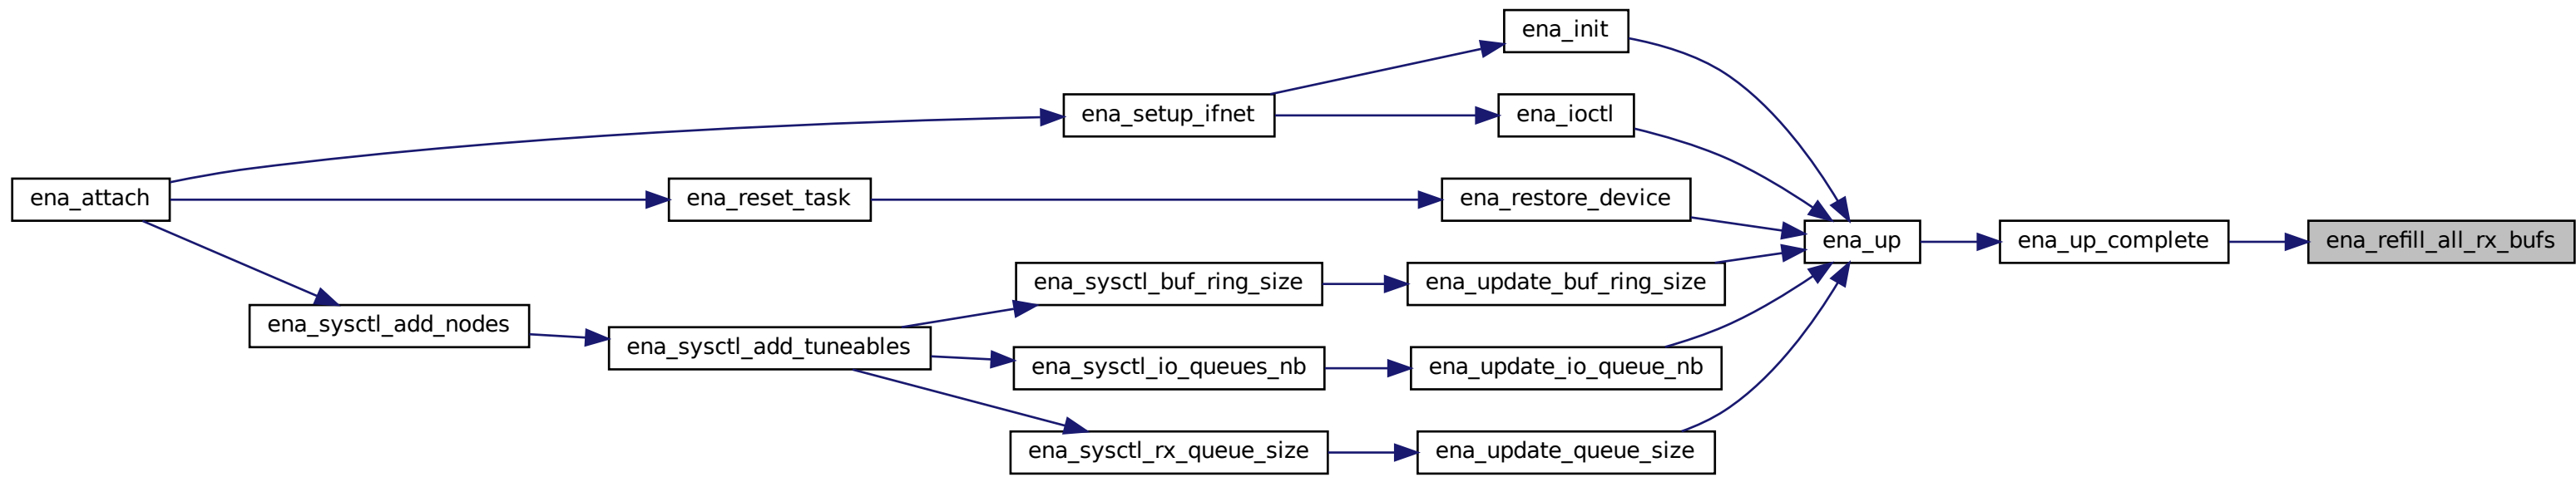 ena_init
ena_setup_ifnet
ena_ioctl
ena_attach
ena_reset_task
ena_restore_device
ena_up
ena_up_complete
ena_refill_all_rx_bufs
ena_sysctl_buf_ring_size
ena_update_buf_ring_size
ena_sysctl_add_nodes
ena_sysctl_add_tuneables
ena_sysctl_io_queues_nb
ena_update_io_queue_nb
ena_sysctl_rx_queue_size
ena_update_queue_size